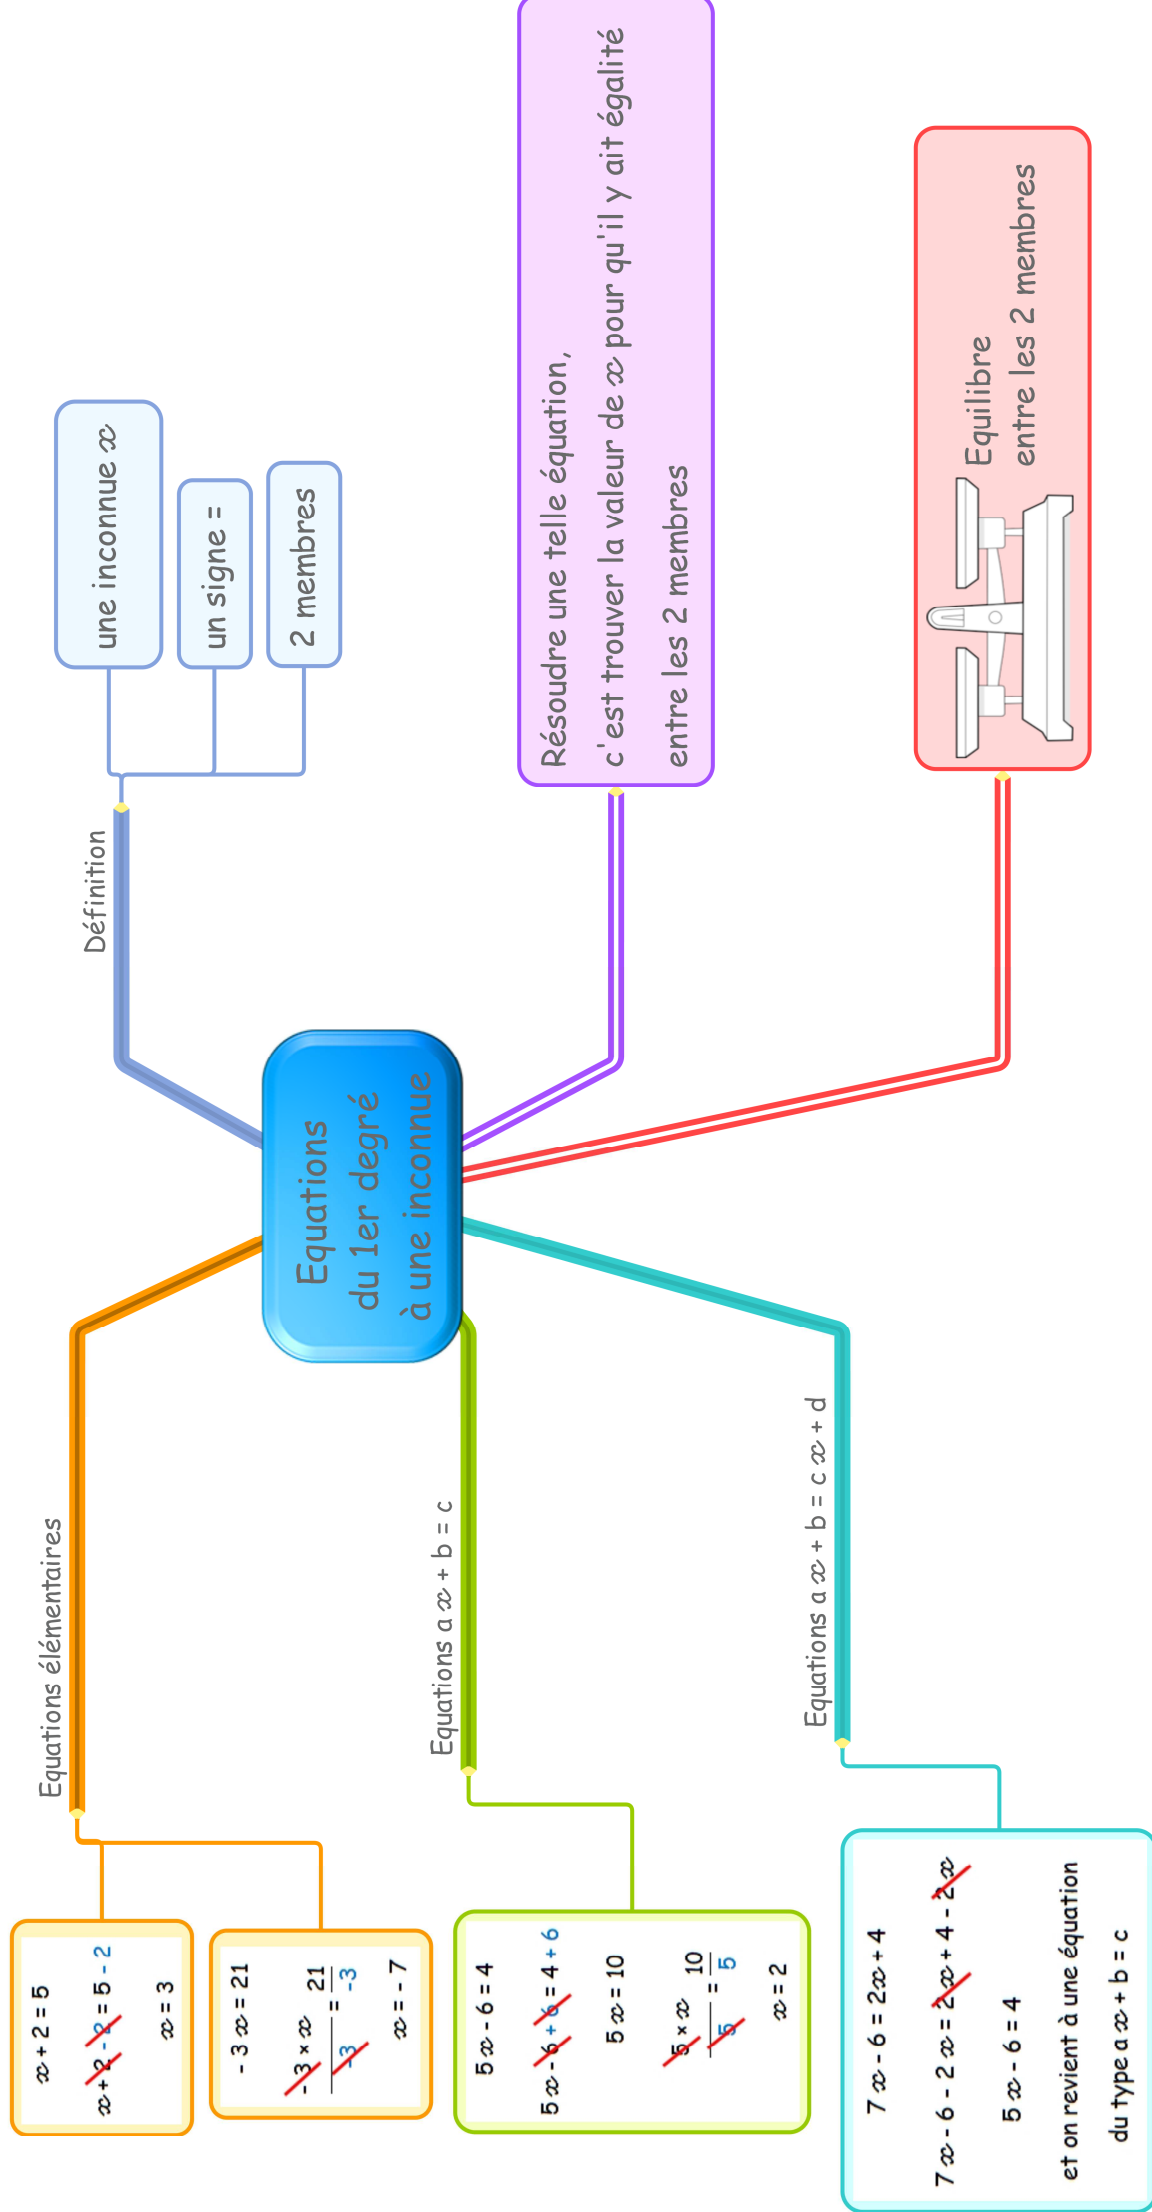 Equations
du 1er degré
à une inconnue
Définition
une inconnue x
un signe =
2 membres
Résoudre une telle équation,
c'est trouver la valeur de x pour qu'il y ait égalité
entre les 2 membres
Equilibre
entre les 2 membres
Equations élémentaires
x + 2 = 5
x + 2 - 2 = 5 - 2
x = 3
- 3 x = 21
- 3 × x / -3 = 21 / -3
x = - 7
Equations a x + b = c
5 x - 6 = 4
5 x - 6 + 6 = 4 + 6
5 x = 10
5 × x / 5 = 10 / 5
x = 2
Equations a x + b = c x + d
7 x - 6 = 2x + 4
7 x - 6 - 2 x = 2 x + 4 - 2 x
5 x - 6 = 4
et on revient à une équation
du type a x + b = c